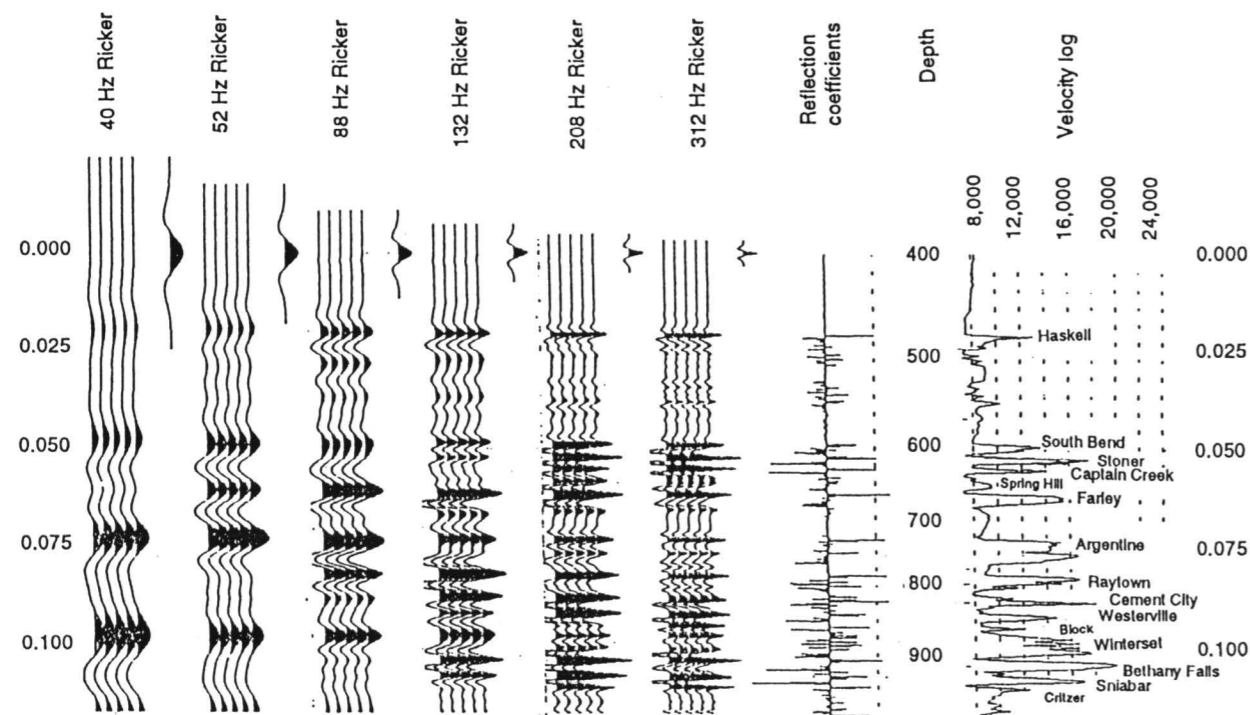 40 Hz Ricker
52 Hz Ricker
88 Hz Ricker
132 Hz Ricker
208 Hz Ricker
312 Hz Ricker
Reflection
coefficients
Depth
Velocity log
8,000
12,000
16,000
20,000
24,000
0.000
0.025
0.050
0.075
0.100
400
500
600
700
800
900
Haskell
South Bend
Stoner
Captain Creek
Spring Hill
Farley
Argentine
Raytown
Cement City
Westerville
Block
Winterset
Bethany Falls
Sniabar
Critzer
0.000
0.025
0.050
0.075
0.100